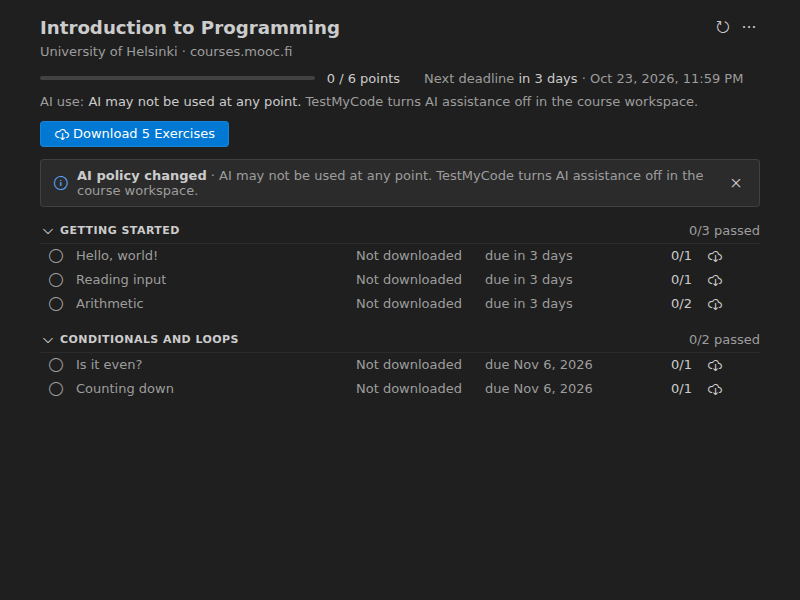 Introduction to Programming
University of Helsinki · courses.mooc.fi
0 / 6 points Next deadline in 3 days · Oct 23, 2026, 11:59 PM
AI use: AI may not be used at any point. TestMyCode turns AI assistance off in the course workspace.
Download 5 Exercises
AI policy changed · AI may not be used at any point. TestMyCode turns AI assistance off in the
course workspace.
GETTING STARTED 0/3 passed
Hello, world! Not downloaded due in 3 days 0/1
Reading input Not downloaded due in 3 days 0/1
Arithmetic Not downloaded due in 3 days 0/2
CONDITIONALS AND LOOPS 0/2 passed
Is it even? Not downloaded due Nov 6, 2026 0/1
Counting down Not downloaded due Nov 6, 2026 0/1